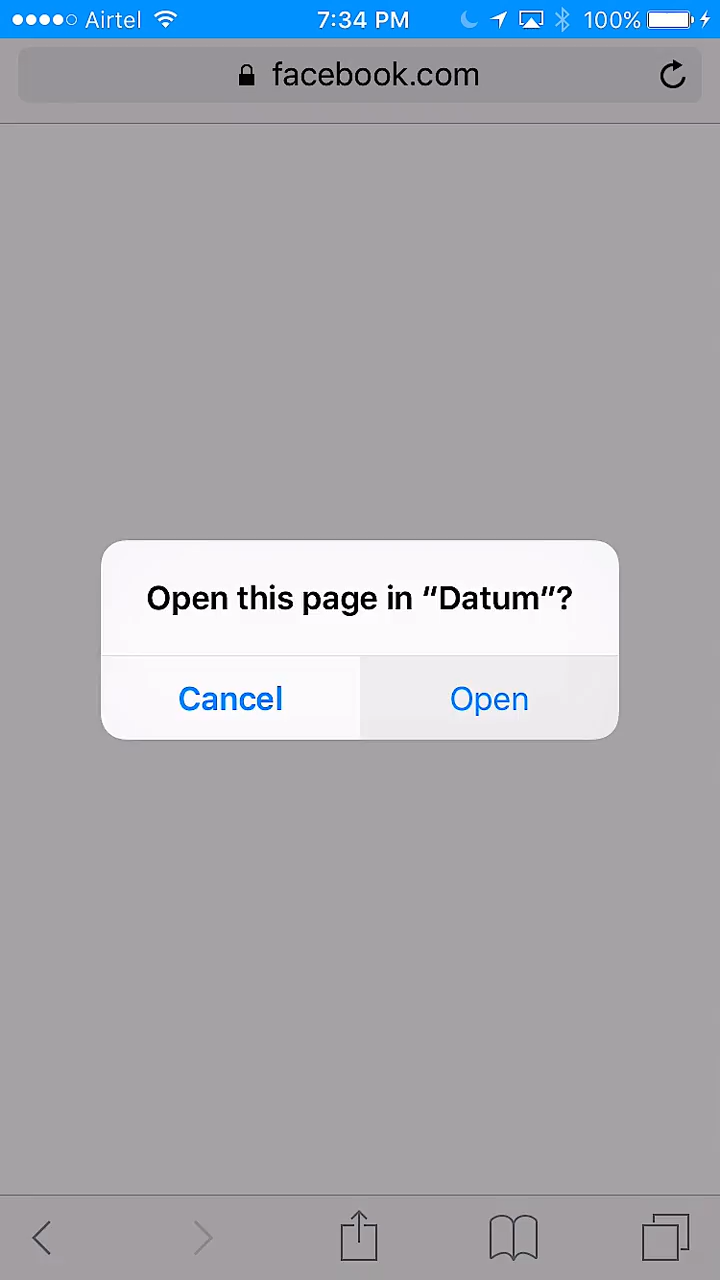 Airtel 7:34 PM 100%
facebook.com
Open this page in “Datum”?
Cancel Open